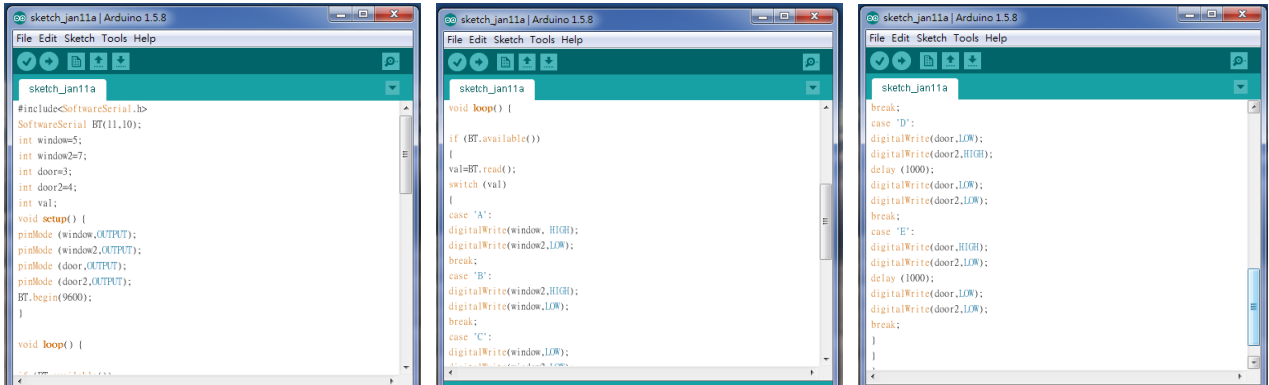 sketch_jan11a | Arduino 1.5.8
File Edit Sketch Tools Help
sketch_jan11a
#include<SoftwareSerial.h>
SoftwareSerial BT(11,10);
int window=5;
int window2=7;
int door=3;
int door2=4;
int val;
void setup() {
pinMode (window,OUTPUT);
pinMode (window2,OUTPUT);
pinMode (door,OUTPUT);
pinMode (door2,OUTPUT);
BT.begin(9600);
}
void loop() {
sketch_jan11a | Arduino 1.5.8
File Edit Sketch Tools Help
sketch_jan11a
void loop() {
if (BT.available())
{
val=BT.read();
switch (val)
{
case 'A':
digitalWrite(window, HIGH);
digitalWrite(window2,LOW);
break;
case 'B':
digitalWrite(window2,HIGH);
digitalWrite(window,LOW);
break;
case 'C':
digitalWrite(window,LOW);
sketch_jan11a | Arduino 1.5.8
File Edit Sketch Tools Help
sketch_jan11a
break;
case 'D':
digitalWrite(door,LOW);
digitalWrite(door2,HIGH);
delay (1000);
digitalWrite(door,LOW);
digitalWrite(door2,LOW);
break;
case 'E':
digitalWrite(door,HIGH);
digitalWrite(door2,LOW);
delay (1000);
digitalWrite(door,LOW);
digitalWrite(door2,LOW);
break;
}
}